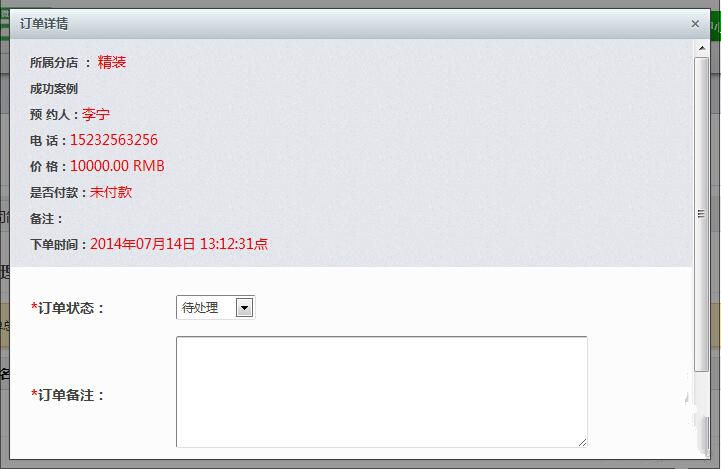 订单详情 ×
所属分店 : 精装
成功案例
预 约人：李宁
电 话：15232563256
价 格：10000.00 RMB
是否付款：未付款
备注：
下单时间：2014年07月14日 13:12:31点
*订单状态： 待处理
*订单备注：